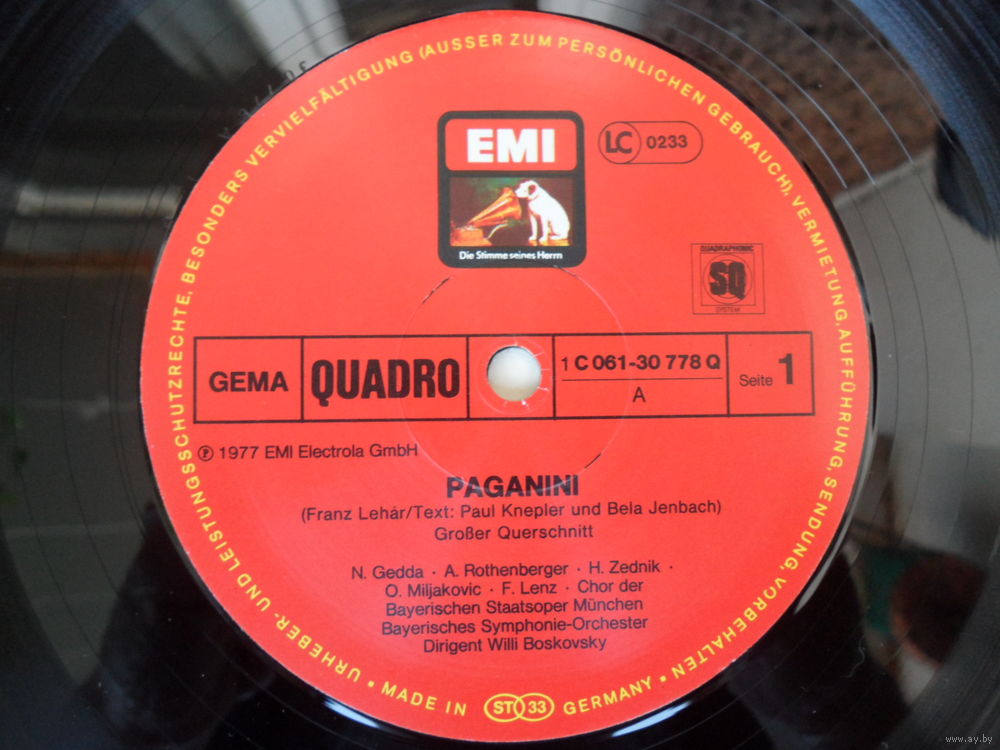 URHEBER- UND LEISTUNGSSCHUTZRECHTE, BESONDERS VERVIELFÄLTIGUNG (AUSSER ZUM PERSÖNLICHEN GEBRAUCH), VERMIETUNG, AUFFÜHRUNG, SENDUNG, VORBEHALTEN
EMI
LC 0233
Die Stimme seines Herrn
QUADRAPHONIC
SQ
SYSTEM
GEMA
QUADRO
1 C 061-30 778 Q
A
Seite 1
℗ 1977 EMI Electrola GmbH
PAGANINI
(Franz Lehár/Text: Paul Knepler und Bela Jenbach)
Großer Querschnitt
N. Gedda · A. Rothenberger · H. Zednik ·
O. Miljakovic · F. Lenz · Chor der
Bayerischen Staatsoper München
Bayerisches Symphonie-Orchester
Dirigent Willi Boskovsky
• MADE IN ST 33 GERMANY •
www.ay.by